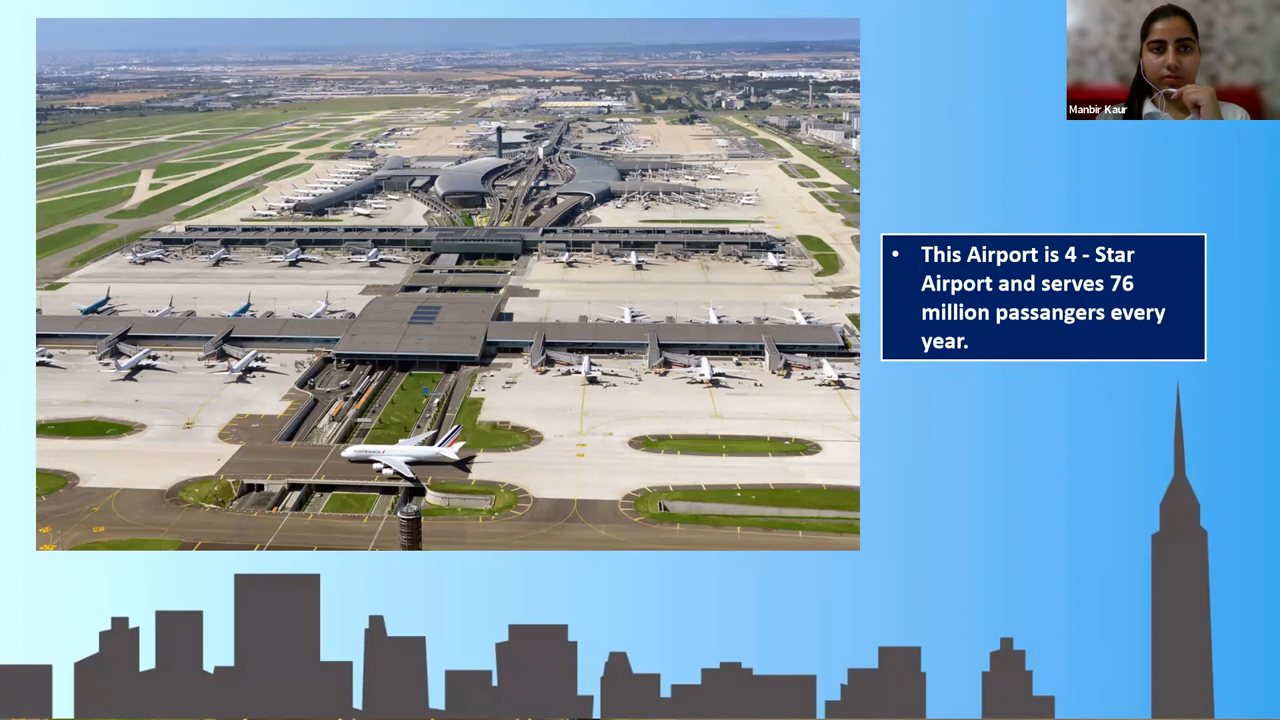 Manbir Kaur
• This Airport is 4 - Star
Airport and serves 76
million passangers every
year.